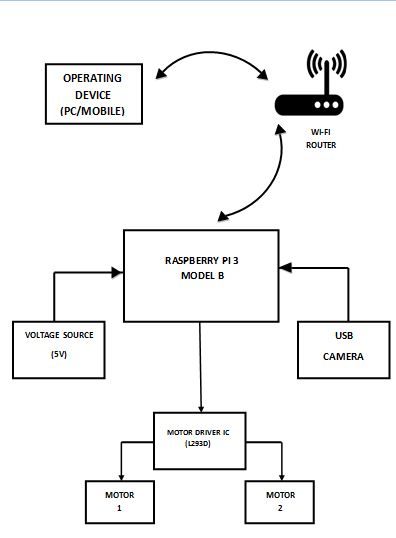 OPERATING
DEVICE
(PC/MOBILE)
WI-FI
ROUTER
RASPBERRY PI 3
MODEL B
VOLTAGE SOURCE
(5V)
USB
CAMERA
MOTOR DRIVER IC
(L293D)
MOTOR
1
MOTOR
2